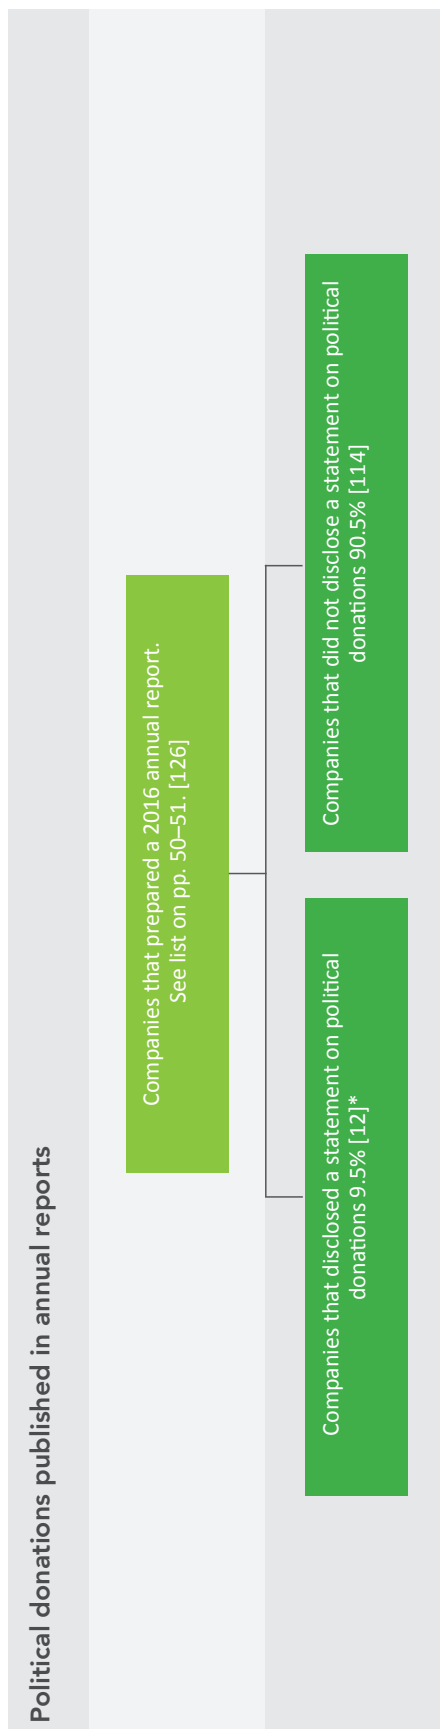 Political donations published in annual reports
Companies that prepared a 2016 annual report.
See list on pp. 50–51. [126]
Companies that disclosed a statement on political
donations 9.5% [12]*
Companies that did not disclose a statement on political
donations 90.5% [114]